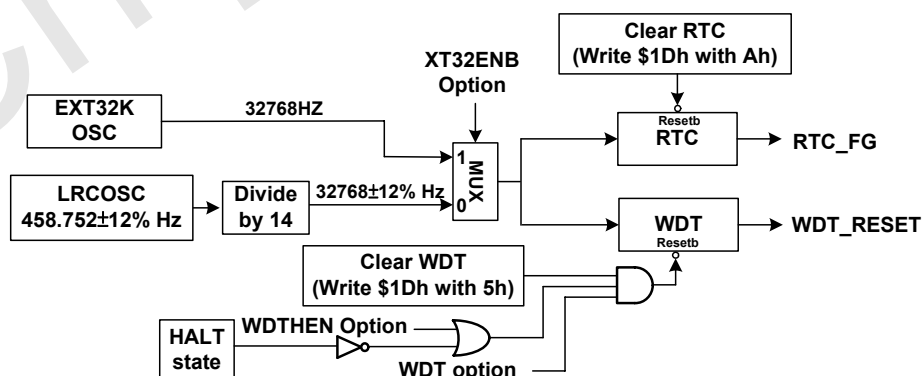 Clear RTC
(Write $1Dh with Ah)
XT32ENB
Option
EXT32K
OSC
32768HZ
Resetb
RTC
RTC_FG
1
MUX
0
LRCOSC
458.752±12% Hz
Divide
by 14
32768±12% Hz
WDT
Resetb
WDT_RESET
Clear WDT
(Write $1Dh with 5h)
WDTHEN Option
HALT
state
WDT option